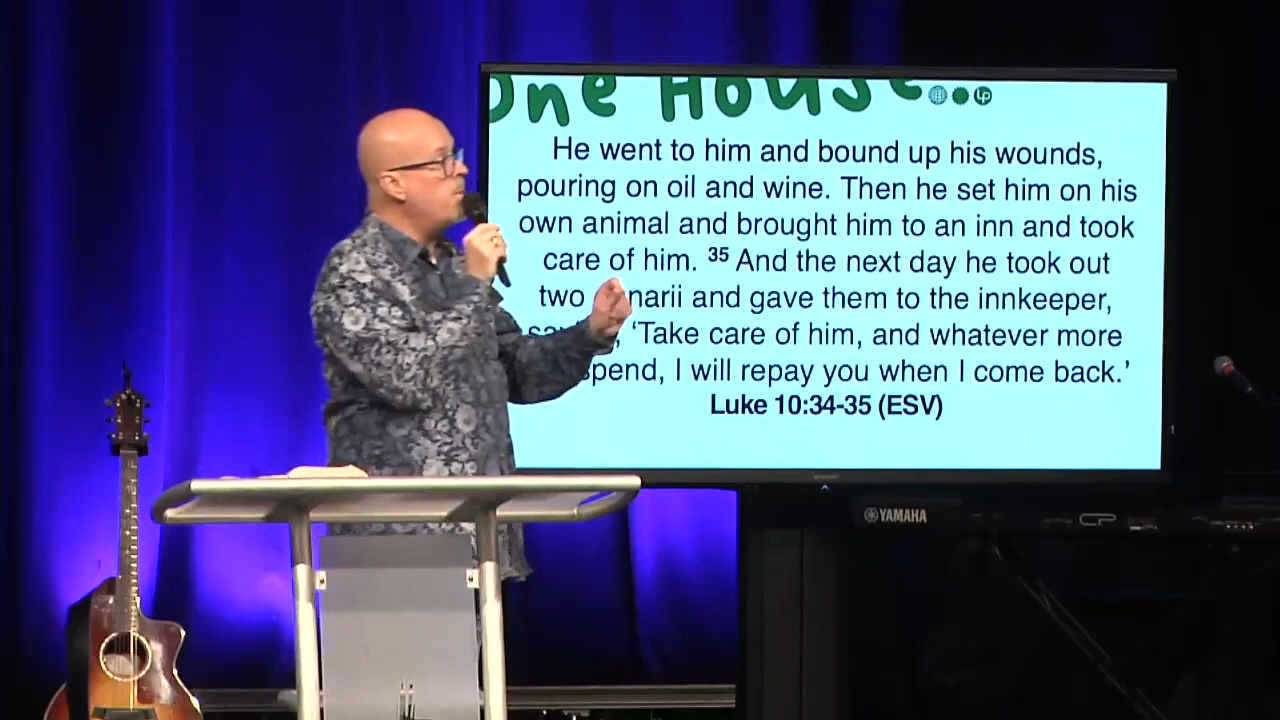 One House...
He went to him and bound up his wounds,
pouring on oil and wine. Then he set him on his
own animal and brought him to an inn and took
care of him. 35 And the next day he took out
two narii and gave them to the innkeeper,
‘Take care of him, and whatever more
spend, I will repay you when I come back.’
Luke 10:34-35 (ESV)
YAMAHA